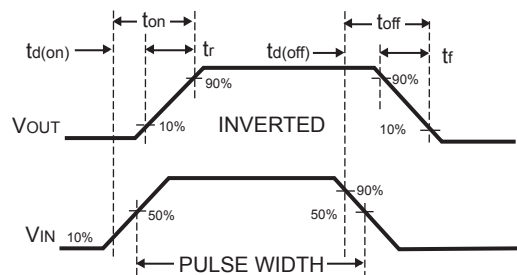 ton toff
td(on) tr td(off) tf
90% 90%
VOUT 10% INVERTED 10%
90%
50% 50%
VIN 10%
PULSE WIDTH